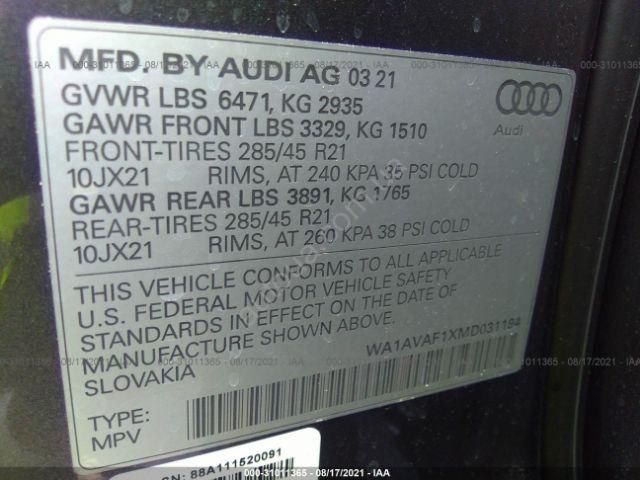 MFD. BY AUDI AG 03 21
GVWR LBS 6471, KG 2935
GAWR FRONT LBS 3329, KG 1510
FRONT-TIRES 285/45 R21
10JX21 RIMS, AT 240 KPA 35 PSI COLD
GAWR REAR LBS 3891, KG 1765
REAR-TIRES 285/45 R21
10JX21 RIMS, AT 260 KPA 38 PSI COLD
Audi
THIS VEHICLE CONFORMS TO ALL APPLICABLE
U.S. FEDERAL MOTOR VEHICLE SAFETY
STANDARDS IN EFFECT ON THE DATE OF
MANUFACTURE SHOWN ABOVE.
SLOVAKIA
WA1AVAF1XMD031194
TYPE:
MPV
SN: 88A111520091
000-31011365 - 08/17/2021 - IAA